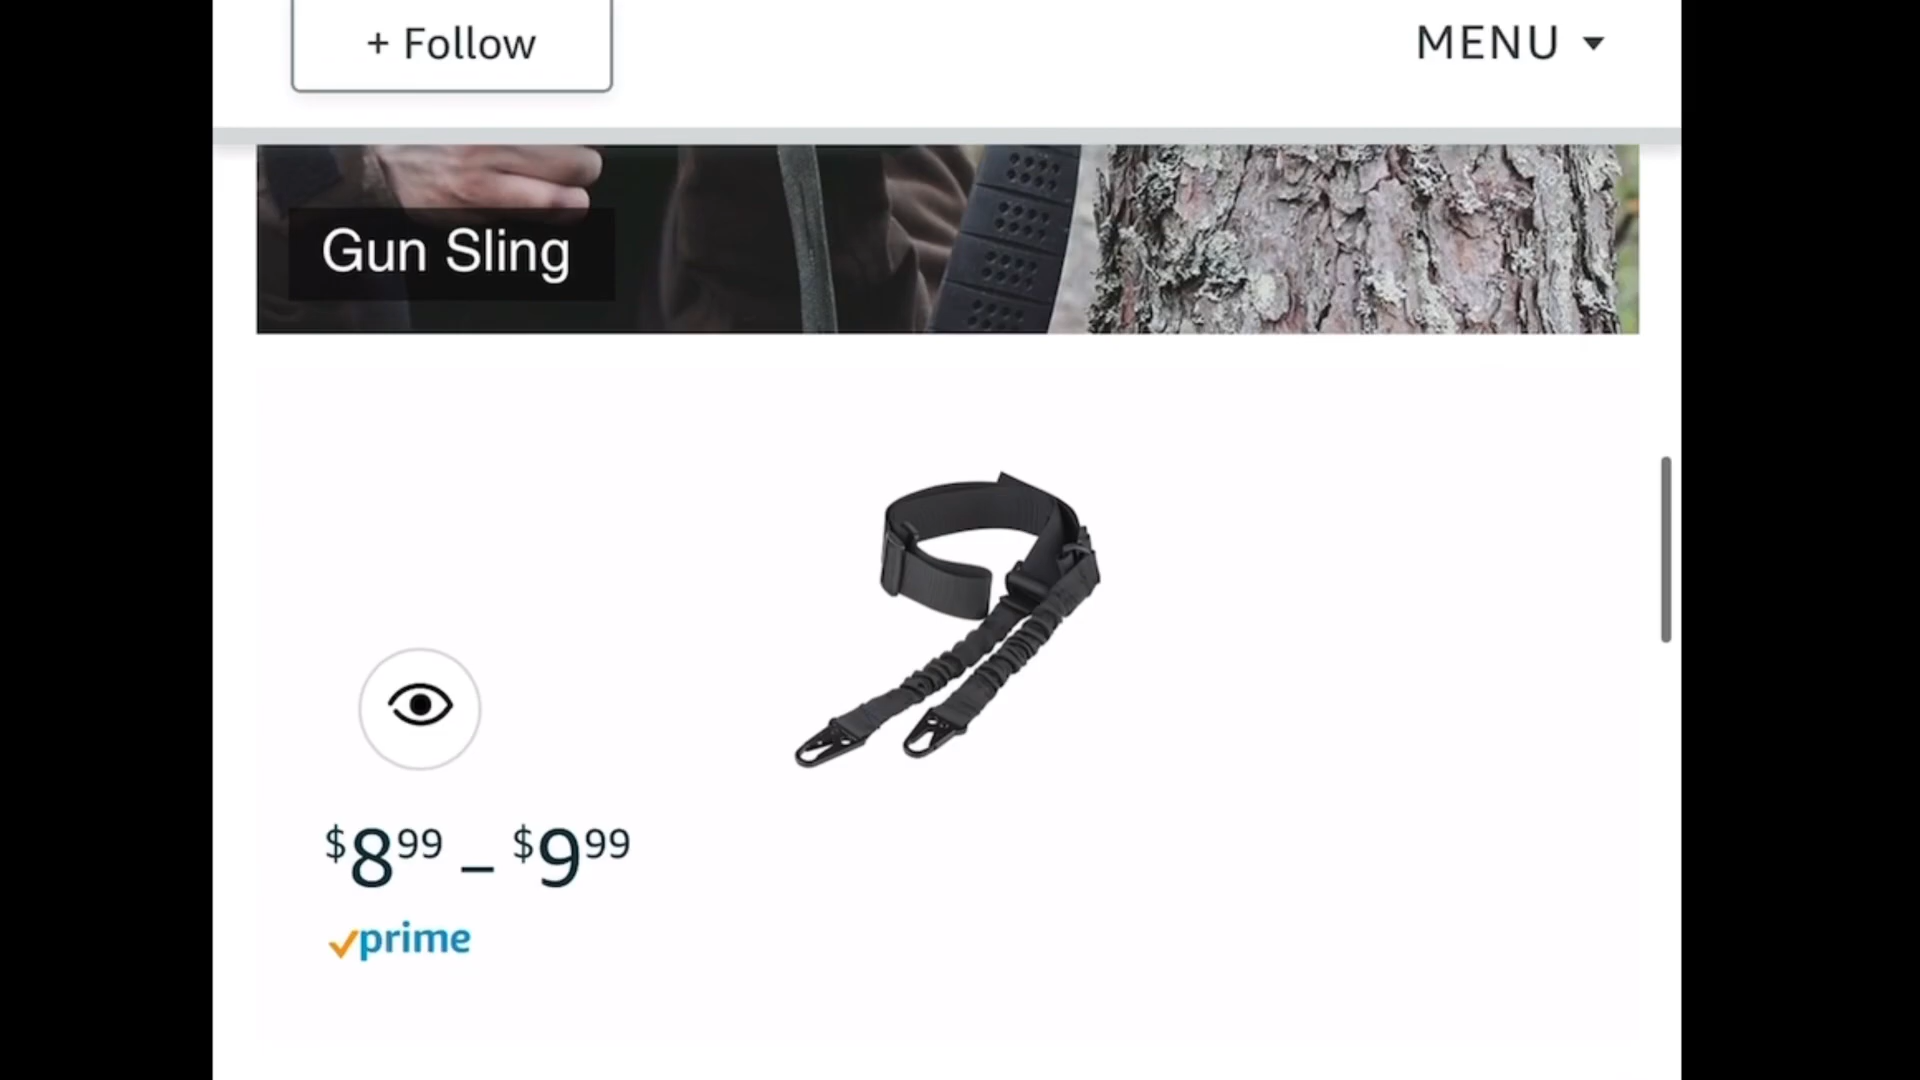 + Follow
MENU
Gun Sling
$8.99 – $9.99
prime